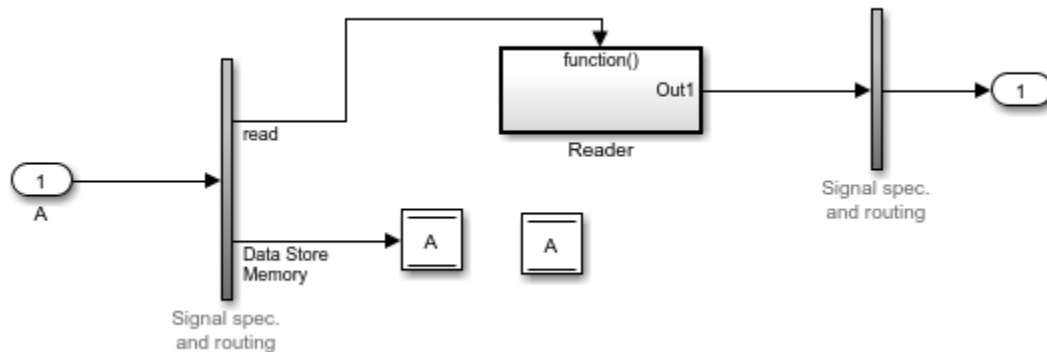 function()
Out1
Reader
read
1
A
Data Store
Memory
A
A
Signal spec.
and routing
1
Signal spec.
and routing